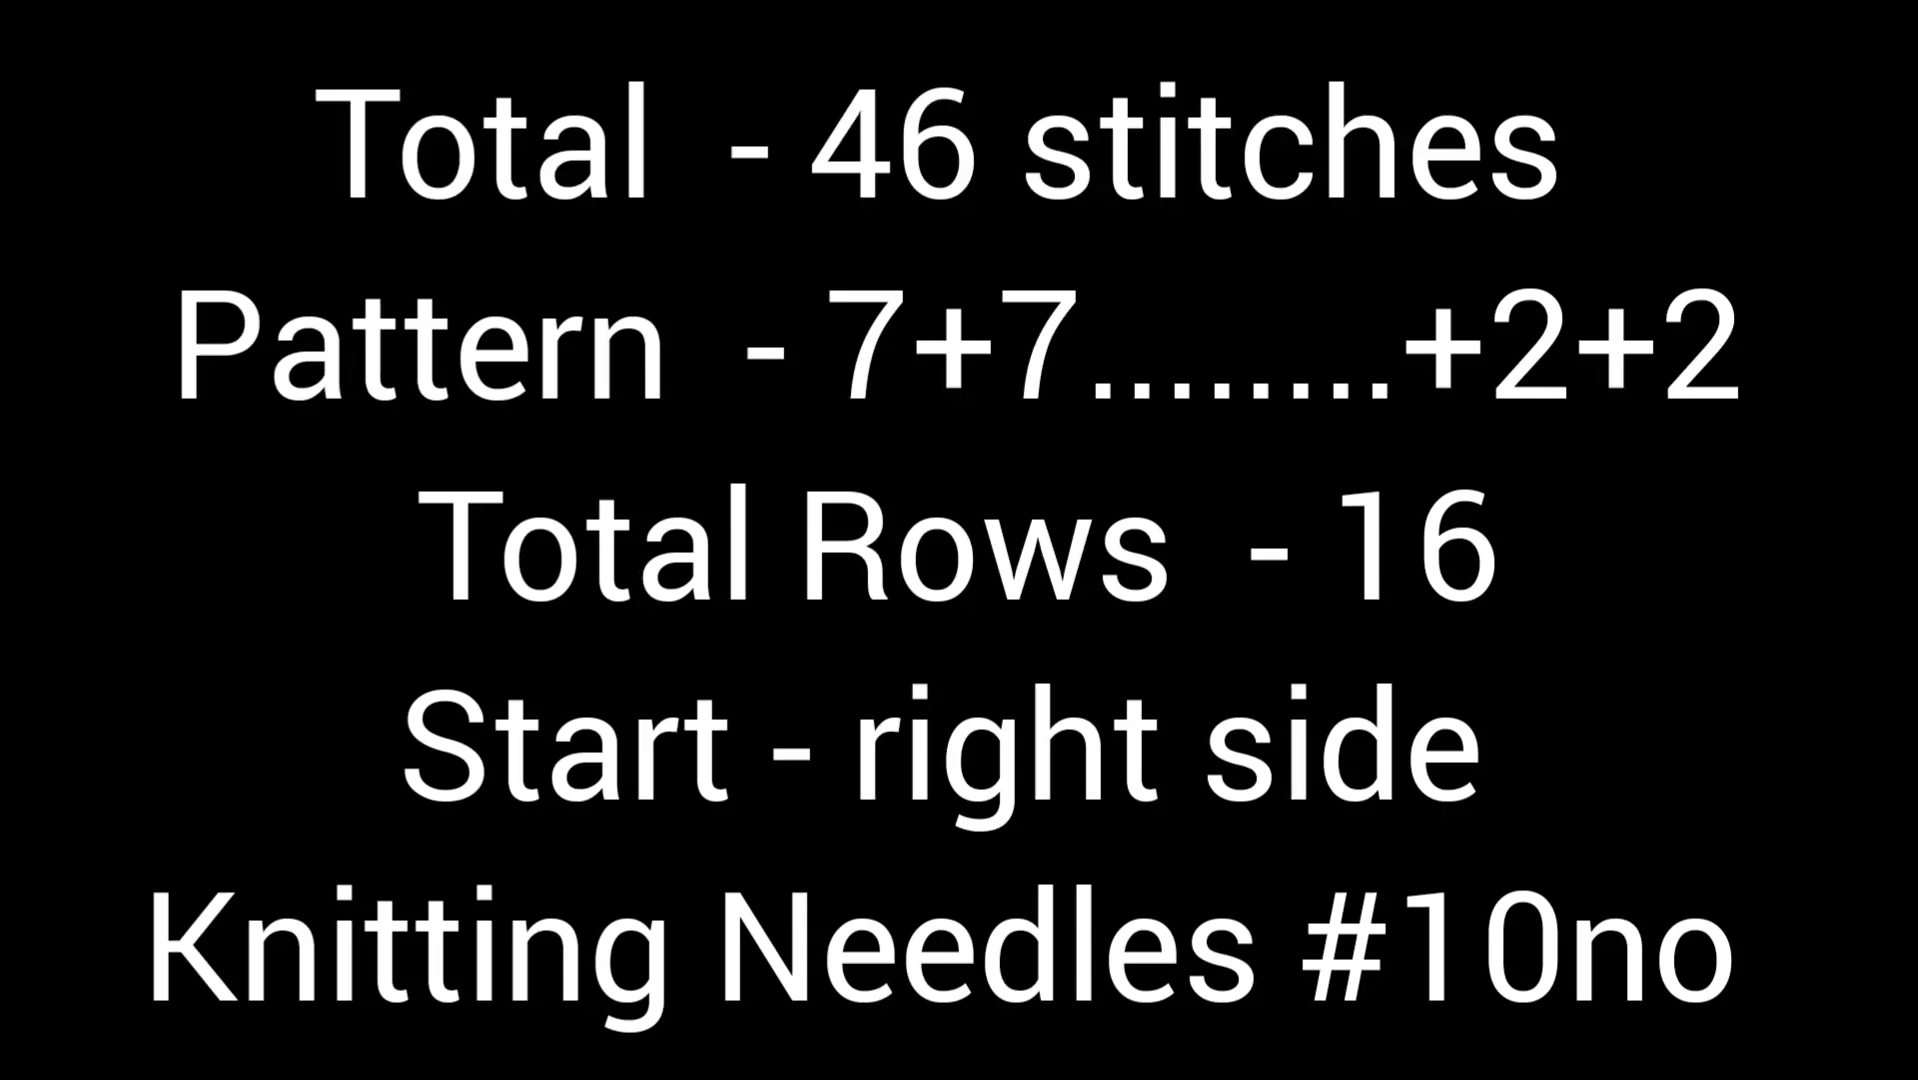 Total - 46 stitches
Pattern - 7+7........+2+2
Total Rows - 16
Start - right side
Knitting Needles #10no